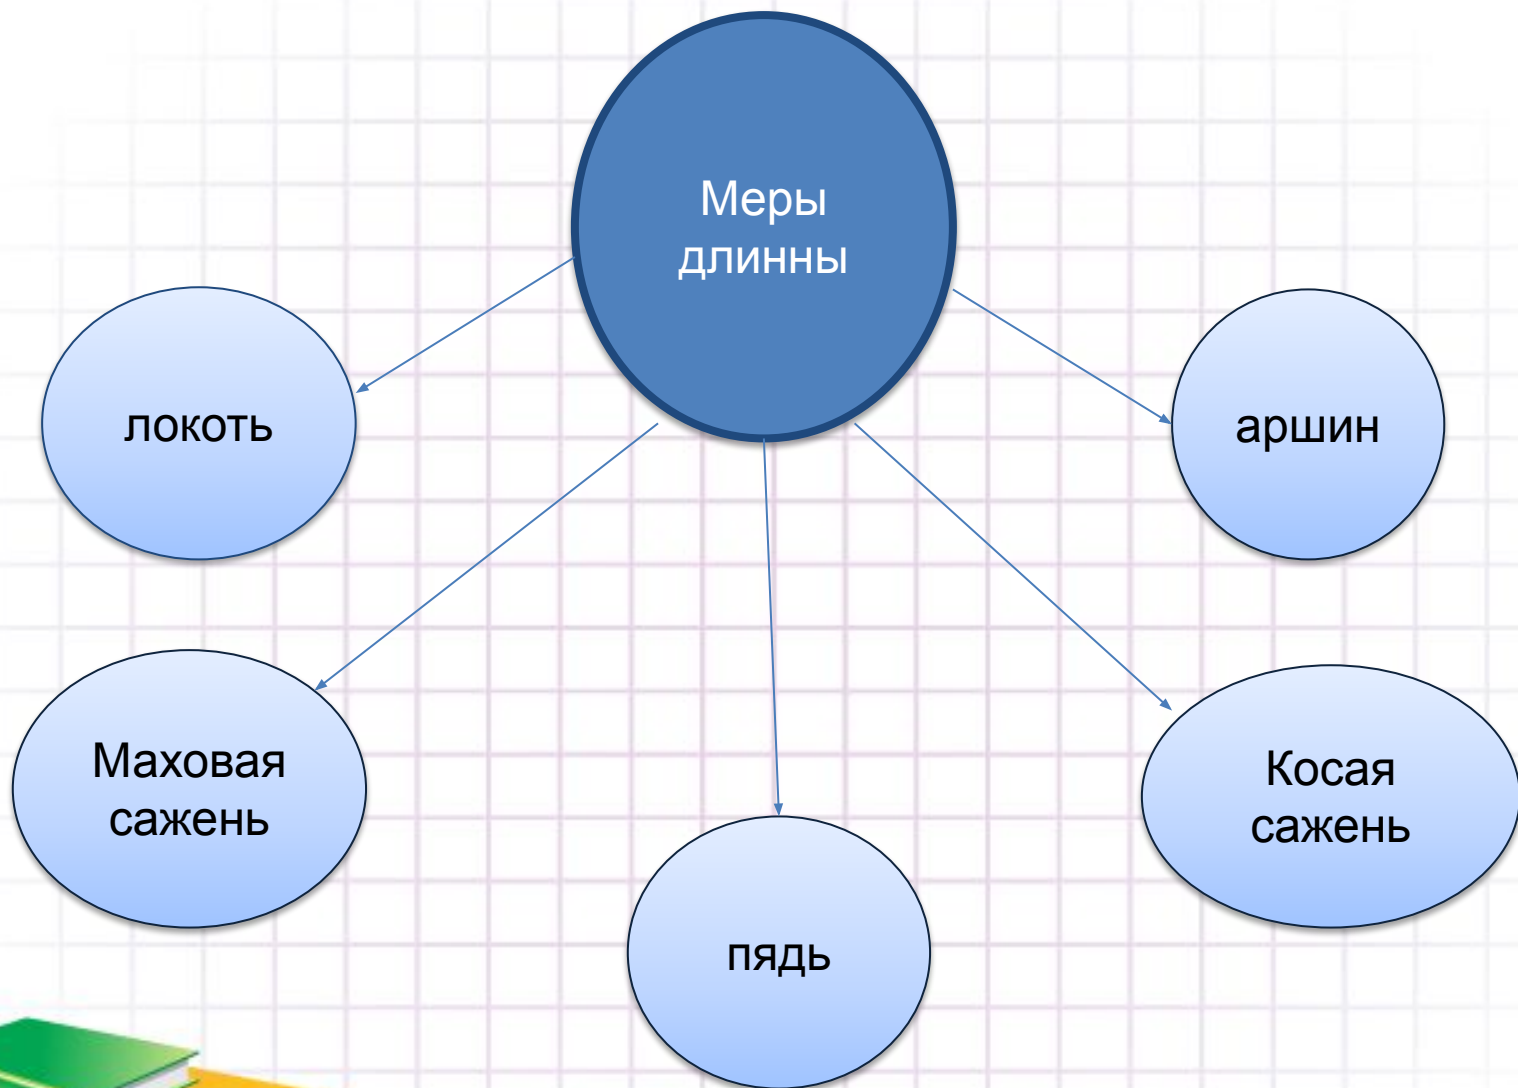 Меры
длинны
локоть
аршин
Маховая
сажень
Косая
сажень
пядь